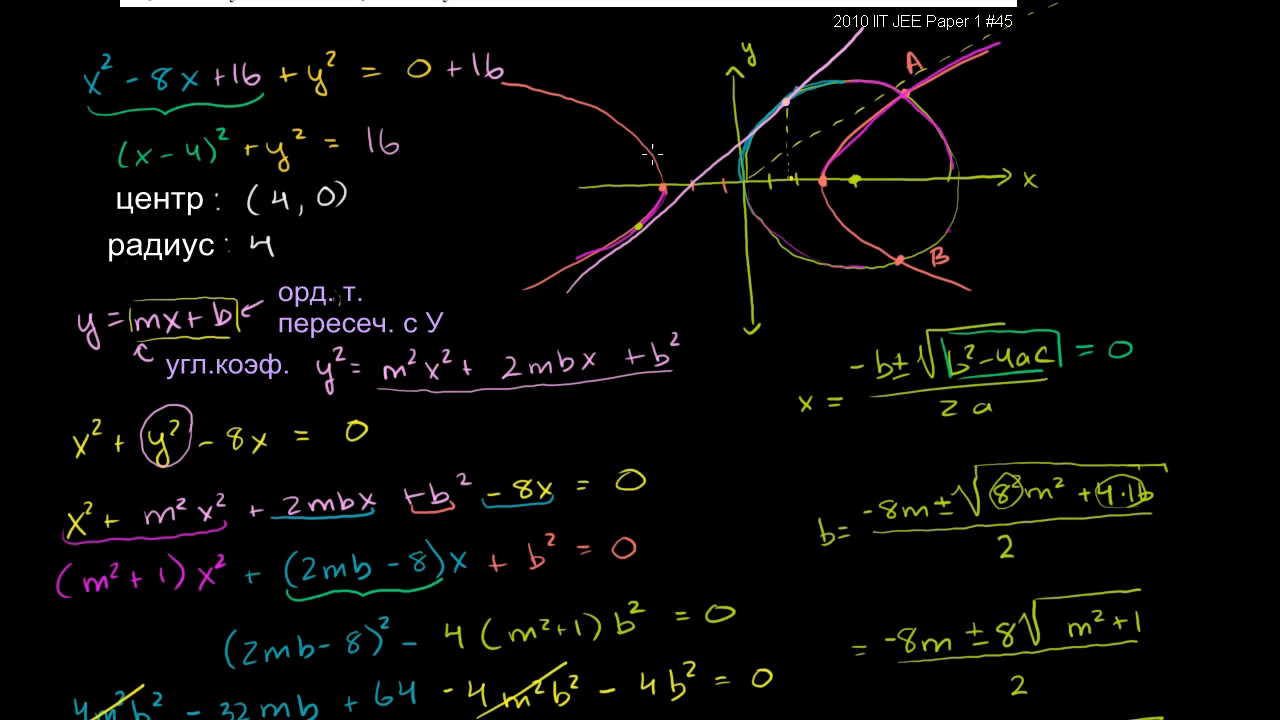 2010 IIT JEE Paper 1 #45
x² - 8x + 16 + y² = 0 + 16
(x - 4)² + y² = 16
центр : (4, 0)
радиус : 4
y = mx + b
орд. т.
пересеч. с У
угл.коэф.
y² = m²x² + 2mbx + b²
x² + y² - 8x = 0
x² + m²x² + 2mbx + b² - 8x = 0
(m² + 1)x² + (2mb - 8)x + b² = 0
(2mb - 8)² - 4(m² + 1)b² = 0
4m²b² - 32mb + 64 - 4m²b² - 4b² = 0
y
A
x
B
x = (-b ± √(b² - 4ac)) / 2a = 0
b = (-8m ± √(8²m² + 4·16)) / 2
= (-8m ± 8√(m² + 1)) / 2